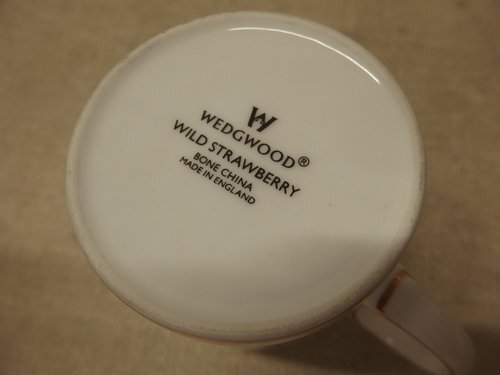 W
WEDGWOOD®
WILD STRAWBERRY
BONE CHINA
MADE IN ENGLAND